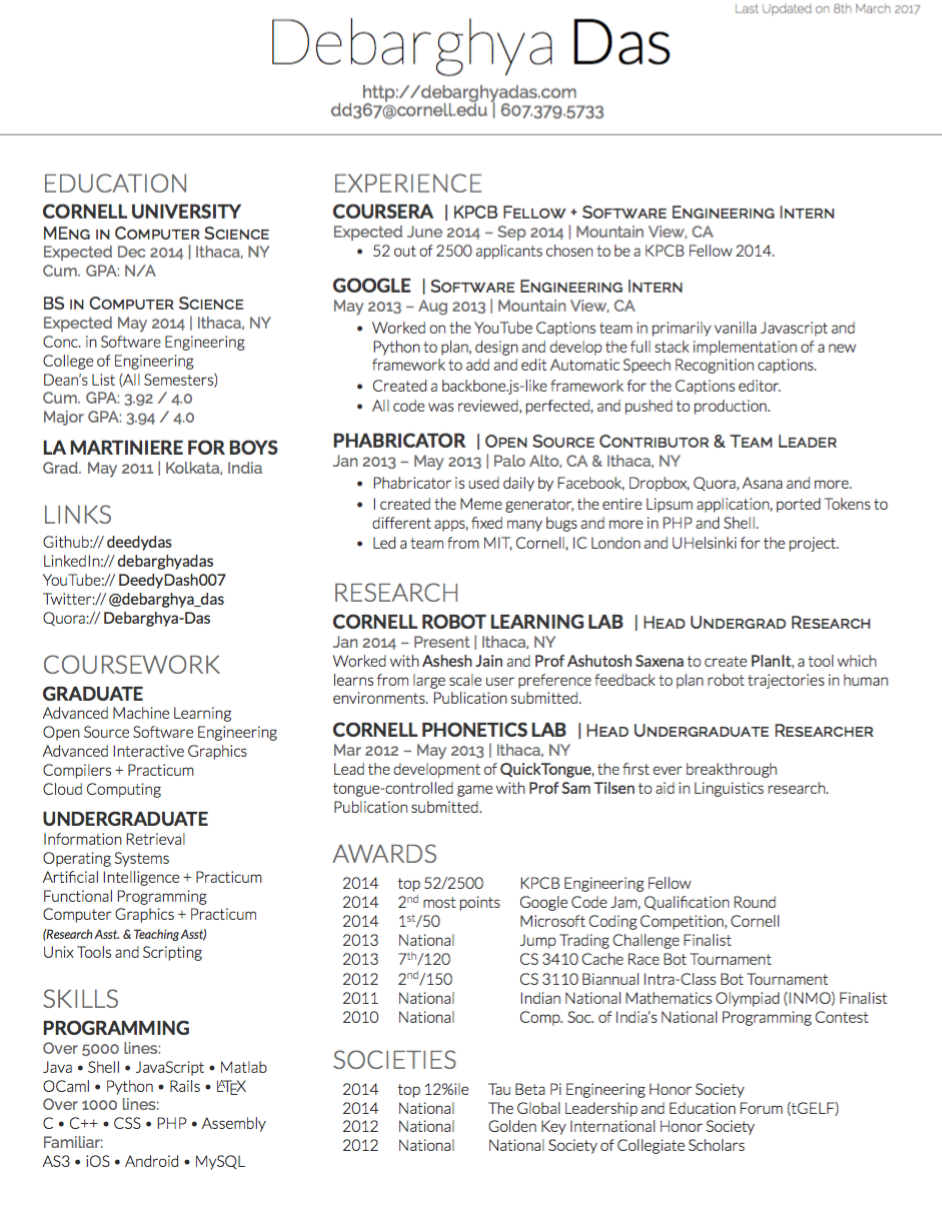 Last Updated on 8th March 2017
Debarghya Das
http://debarghyadas.com
dd367@cornell.edu | 607.379.5733
EDUCATION
CORNELL UNIVERSITY
MENG IN COMPUTER SCIENCE
Expected Dec 2014 | Ithaca, NY
Cum. GPA: N/A
BS IN COMPUTER SCIENCE
Expected May 2014 | Ithaca, NY
Conc. in Software Engineering
College of Engineering
Dean's List (All Semesters)
Cum. GPA: 3.92 / 4.0
Major GPA: 3.94 / 4.0
LA MARTINIERE FOR BOYS
Grad. May 2011 | Kolkata, India
LINKS
Github:// deedydas
LinkedIn:// debarghyadas
YouTube:// DeedyDash007
Twitter:// @debarghya_das
Quora:// Debarghya-Das
COURSEWORK
GRADUATE
Advanced Machine Learning
Open Source Software Engineering
Advanced Interactive Graphics
Compilers + Practicum
Cloud Computing
UNDERGRADUATE
Information Retrieval
Operating Systems
Artificial Intelligence + Practicum
Functional Programming
Computer Graphics + Practicum
(Research Asst. & Teaching Asst)
Unix Tools and Scripting
SKILLS
PROGRAMMING
Over 5000 lines:
Java • Shell • JavaScript • Matlab
OCaml • Python • Rails • LATEX
Over 1000 lines:
C • C++ • CSS • PHP • Assembly
Familiar:
AS3 • iOS • Android • MySQL
EXPERIENCE
COURSERA | KPCB FELLOW + SOFTWARE ENGINEERING INTERN
Expected June 2014 – Sep 2014 | Mountain View, CA
• 52 out of 2500 applicants chosen to be a KPCB Fellow 2014.
GOOGLE | SOFTWARE ENGINEERING INTERN
May 2013 – Aug 2013 | Mountain View, CA
• Worked on the YouTube Captions team in primarily vanilla Javascript and
Python to plan, design and develop the full stack implementation of a new
framework to add and edit Automatic Speech Recognition captions.
• Created a backbone.js-like framework for the Captions editor.
• All code was reviewed, perfected, and pushed to production.
PHABRICATOR | OPEN SOURCE CONTRIBUTOR & TEAM LEADER
Jan 2013 – May 2013 | Palo Alto, CA & Ithaca, NY
• Phabricator is used daily by Facebook, Dropbox, Quora, Asana and more.
• I created the Meme generator, the entire Lipsum application, ported Tokens to
different apps, fixed many bugs and more in PHP and Shell.
• Led a team from MIT, Cornell, IC London and UHelsinki for the project.
RESEARCH
CORNELL ROBOT LEARNING LAB | HEAD UNDERGRAD RESEARCH
Jan 2014 – Present | Ithaca, NY
Worked with Ashesh Jain and Prof Ashutosh Saxena to create PlanIt, a tool which
learns from large scale user preference feedback to plan robot trajectories in human
environments. Publication submitted.
CORNELL PHONETICS LAB | HEAD UNDERGRADUATE RESEARCHER
Mar 2012 – May 2013 | Ithaca, NY
Lead the development of QuickTongue, the first ever breakthrough
tongue-controlled game with Prof Sam Tilsen to aid in Linguistics research.
Publication submitted.
AWARDS
2014 top 52/2500 KPCB Engineering Fellow
2014 2nd most points Google Code Jam, Qualification Round
2014 1st/50 Microsoft Coding Competition, Cornell
2013 National Jump Trading Challenge Finalist
2013 7th/120 CS 3410 Cache Race Bot Tournament
2012 2nd/150 CS 3110 Biannual Intra-Class Bot Tournament
2011 National Indian National Mathematics Olympiad (INMO) Finalist
2010 National Comp. Soc. of India's National Programming Contest
SOCIETIES
2014 top 12%ile Tau Beta Pi Engineering Honor Society
2014 National The Global Leadership and Education Forum (tGELF)
2012 National Golden Key International Honor Society
2012 National National Society of Collegiate Scholars